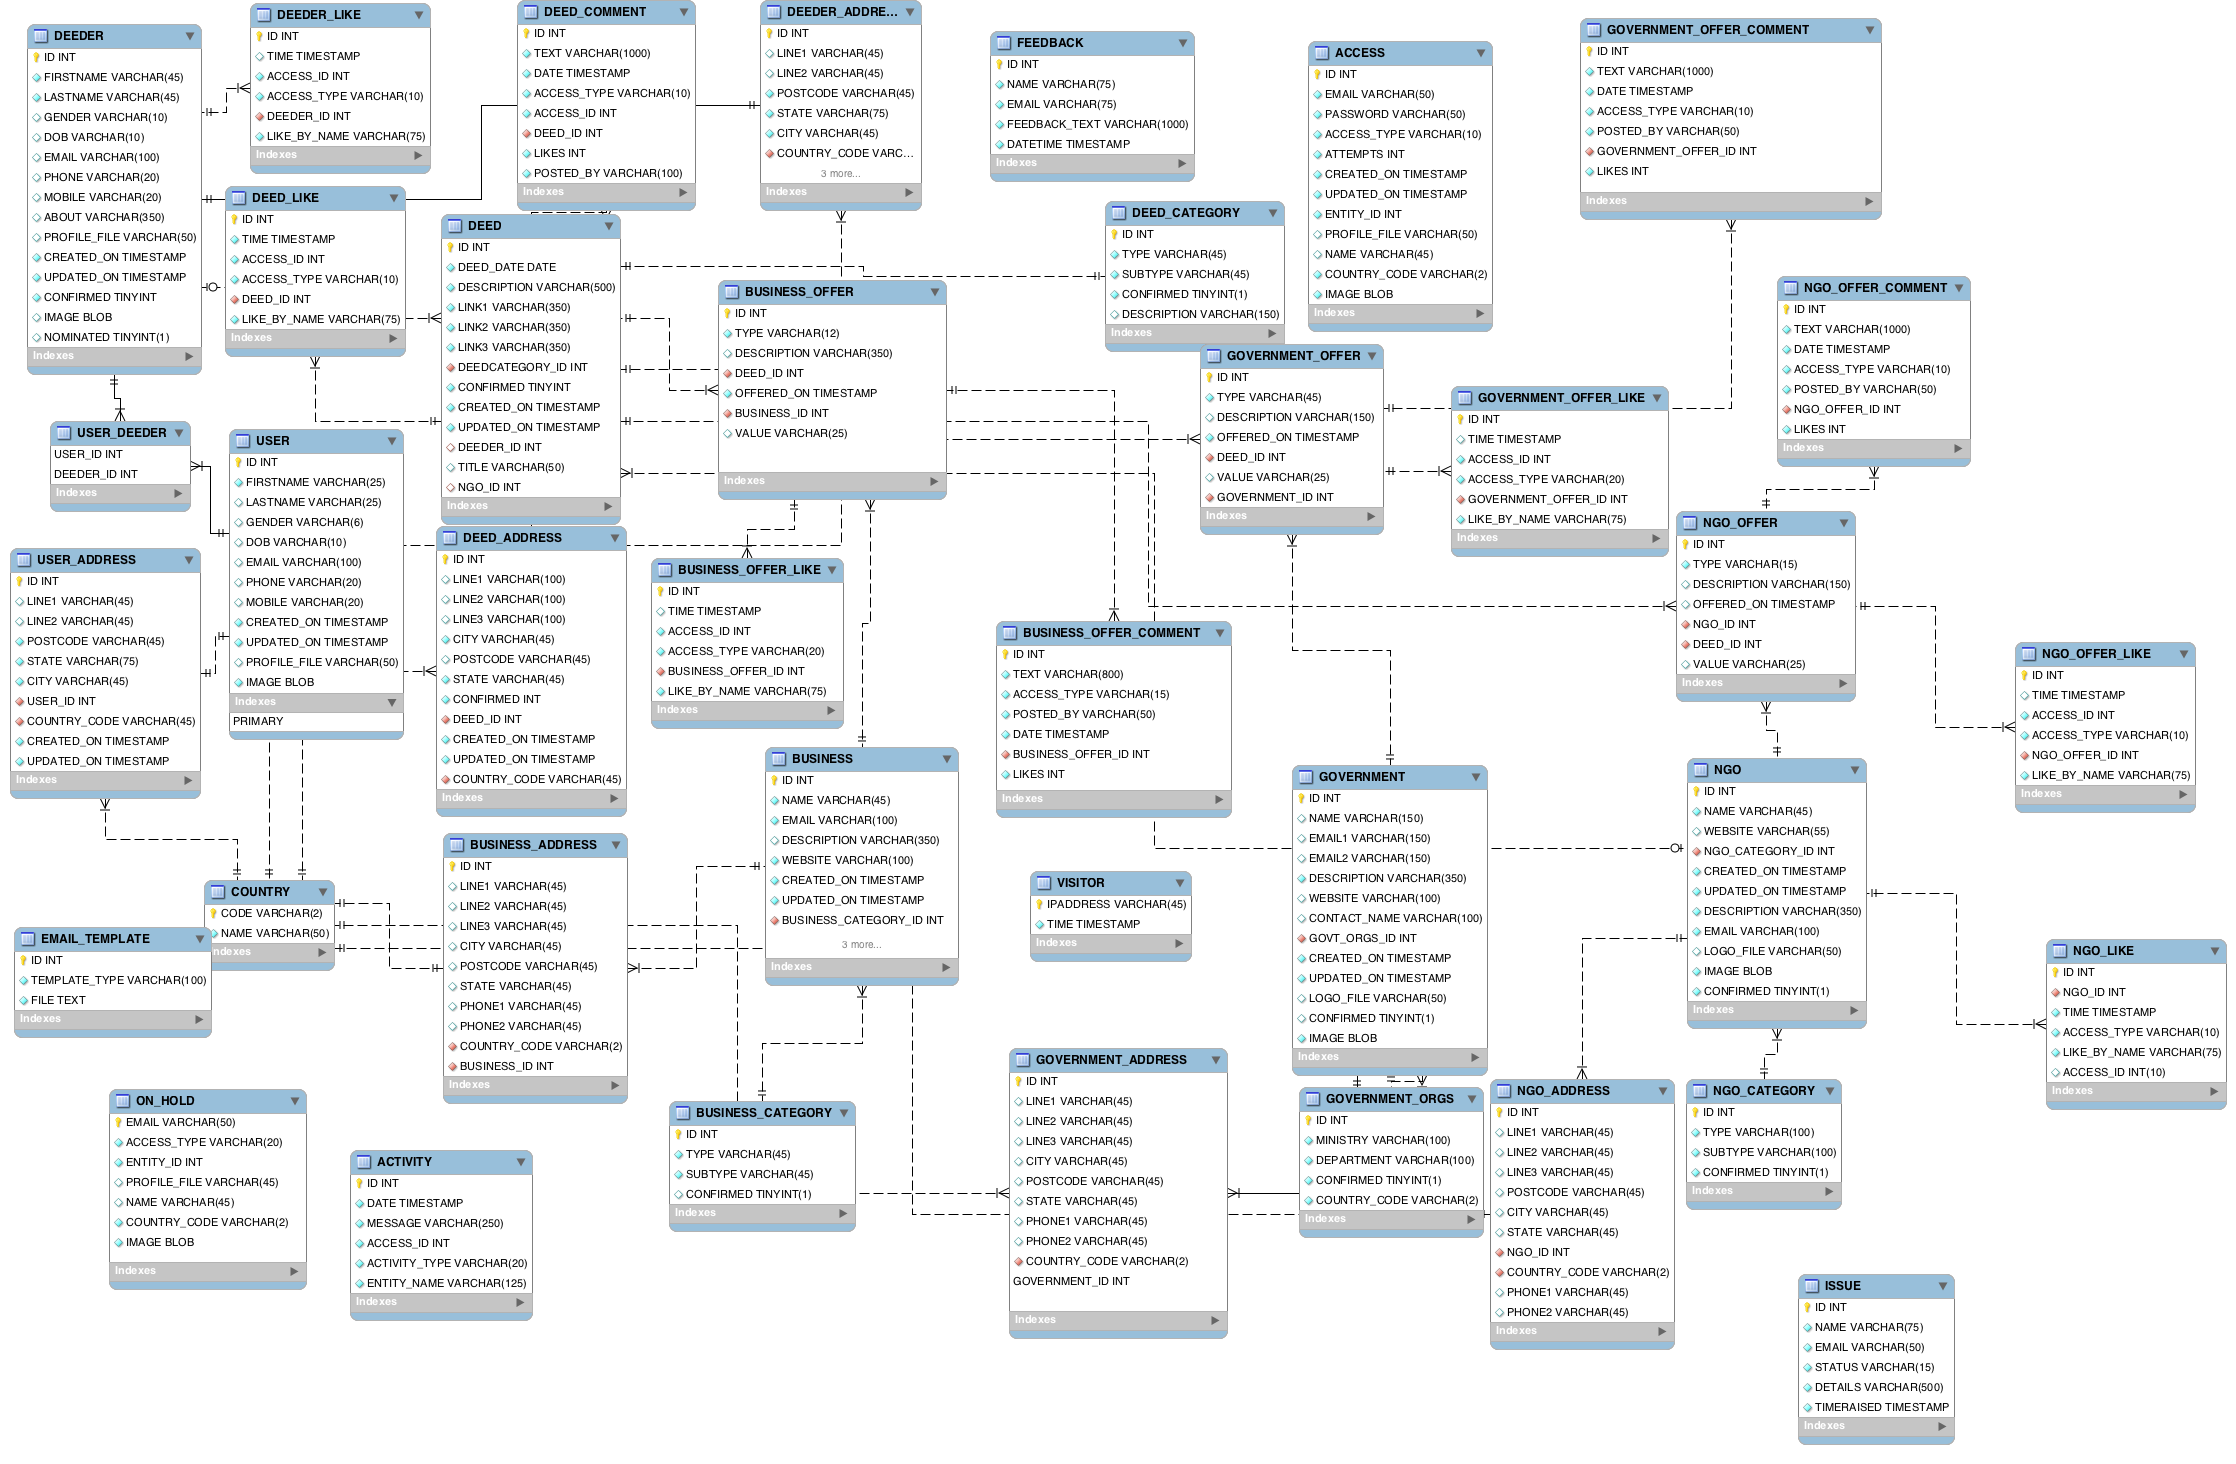 DEEDER
ID INT
FIRSTNAME VARCHAR(45)
LASTNAME VARCHAR(45)
GENDER VARCHAR(10)
DOB VARCHAR(10)
EMAIL VARCHAR(100)
PHONE VARCHAR(20)
MOBILE VARCHAR(20)
ABOUT VARCHAR(350)
PROFILE_FILE VARCHAR(50)
CREATED_ON TIMESTAMP
UPDATED_ON TIMESTAMP
CONFIRMED TINYINT
IMAGE BLOB
NOMINATED TINYINT(1)
Indexes
DEEDER_LIKE
ID INT
TIME TIMESTAMP
ACCESS_ID INT
ACCESS_TYPE VARCHAR(10)
DEEDER_ID INT
LIKE_BY_NAME VARCHAR(75)
Indexes
DEED_COMMENT
ID INT
TEXT VARCHAR(1000)
DATE TIMESTAMP
ACCESS_TYPE VARCHAR(10)
ACCESS_ID INT
DEED_ID INT
LIKES INT
POSTED_BY VARCHAR(100)
Indexes
DEEDER_ADDRE...
ID INT
LINE1 VARCHAR(45)
LINE2 VARCHAR(45)
POSTCODE VARCHAR(45)
STATE VARCHAR(75)
CITY VARCHAR(45)
COUNTRY_CODE VARC...
3 more...
Indexes
FEEDBACK
ID INT
NAME VARCHAR(75)
EMAIL VARCHAR(75)
FEEDBACK_TEXT VARCHAR(1000)
DATETIME TIMESTAMP
Indexes
ACCESS
ID INT
EMAIL VARCHAR(50)
PASSWORD VARCHAR(50)
ACCESS_TYPE VARCHAR(10)
ATTEMPTS INT
CREATED_ON TIMESTAMP
UPDATED_ON TIMESTAMP
ENTITY_ID INT
PROFILE_FILE VARCHAR(50)
NAME VARCHAR(45)
COUNTRY_CODE VARCHAR(2)
IMAGE BLOB
Indexes
GOVERNMENT_OFFER_COMMENT
ID INT
TEXT VARCHAR(1000)
DATE TIMESTAMP
ACCESS_TYPE VARCHAR(10)
POSTED_BY VARCHAR(50)
GOVERNMENT_OFFER_ID INT
LIKES INT
Indexes
DEED_LIKE
ID INT
TIME TIMESTAMP
ACCESS_ID INT
ACCESS_TYPE VARCHAR(10)
DEED_ID INT
LIKE_BY_NAME VARCHAR(75)
Indexes
DEED
ID INT
DEED_DATE DATE
DESCRIPTION VARCHAR(500)
LINK1 VARCHAR(350)
LINK2 VARCHAR(350)
LINK3 VARCHAR(350)
DEEDCATEGORY_ID INT
CONFIRMED TINYINT
CREATED_ON TIMESTAMP
UPDATED_ON TIMESTAMP
DEEDER_ID INT
TITLE VARCHAR(50)
NGO_ID INT
Indexes
BUSINESS_OFFER
ID INT
TYPE VARCHAR(12)
DESCRIPTION VARCHAR(350)
DEED_ID INT
OFFERED_ON TIMESTAMP
BUSINESS_ID INT
VALUE VARCHAR(25)
Indexes
DEED_CATEGORY
ID INT
TYPE VARCHAR(45)
SUBTYPE VARCHAR(45)
CONFIRMED TINYINT(1)
DESCRIPTION VARCHAR(150)
Indexes
GOVERNMENT_OFFER
ID INT
TYPE VARCHAR(45)
DESCRIPTION VARCHAR(150)
OFFERED_ON TIMESTAMP
DEED_ID INT
VALUE VARCHAR(25)
GOVERNMENT_ID INT
Indexes
GOVERNMENT_OFFER_LIKE
ID INT
TIME TIMESTAMP
ACCESS_ID INT
ACCESS_TYPE VARCHAR(20)
GOVERNMENT_OFFER_ID INT
LIKE_BY_NAME VARCHAR(75)
Indexes
NGO_OFFER_COMMENT
ID INT
TEXT VARCHAR(1000)
DATE TIMESTAMP
ACCESS_TYPE VARCHAR(10)
POSTED_BY VARCHAR(50)
NGO_OFFER_ID INT
LIKES INT
Indexes
USER_DEEDER
USER_ID INT
DEEDER_ID INT
Indexes
USER
ID INT
FIRSTNAME VARCHAR(25)
LASTNAME VARCHAR(25)
GENDER VARCHAR(6)
DOB VARCHAR(10)
EMAIL VARCHAR(100)
PHONE VARCHAR(20)
MOBILE VARCHAR(20)
CREATED_ON TIMESTAMP
UPDATED_ON TIMESTAMP
PROFILE_FILE VARCHAR(50)
IMAGE BLOB
Indexes
PRIMARY
USER_ADDRESS
ID INT
LINE1 VARCHAR(45)
LINE2 VARCHAR(45)
POSTCODE VARCHAR(45)
STATE VARCHAR(75)
CITY VARCHAR(45)
USER_ID INT
COUNTRY_CODE VARCHAR(45)
CREATED_ON TIMESTAMP
UPDATED_ON TIMESTAMP
Indexes
DEED_ADDRESS
ID INT
LINE1 VARCHAR(100)
LINE2 VARCHAR(100)
LINE3 VARCHAR(100)
CITY VARCHAR(45)
POSTCODE VARCHAR(45)
STATE VARCHAR(45)
CONFIRMED INT
DEED_ID INT
CREATED_ON TIMESTAMP
UPDATED_ON TIMESTAMP
COUNTRY_CODE VARCHAR(45)
Indexes
BUSINESS_OFFER_LIKE
ID INT
TIME TIMESTAMP
ACCESS_ID INT
ACCESS_TYPE VARCHAR(20)
BUSINESS_OFFER_ID INT
LIKE_BY_NAME VARCHAR(75)
Indexes
BUSINESS_OFFER_COMMENT
ID INT
TEXT VARCHAR(800)
ACCESS_TYPE VARCHAR(15)
POSTED_BY VARCHAR(50)
DATE TIMESTAMP
BUSINESS_OFFER_ID INT
LIKES INT
Indexes
NGO_OFFER
ID INT
TYPE VARCHAR(15)
DESCRIPTION VARCHAR(150)
OFFERED_ON TIMESTAMP
NGO_ID INT
DEED_ID INT
VALUE VARCHAR(25)
Indexes
NGO_OFFER_LIKE
ID INT
TIME TIMESTAMP
ACCESS_ID INT
ACCESS_TYPE VARCHAR(10)
NGO_OFFER_ID INT
LIKE_BY_NAME VARCHAR(75)
Indexes
BUSINESS
ID INT
NAME VARCHAR(45)
EMAIL VARCHAR(100)
DESCRIPTION VARCHAR(350)
WEBSITE VARCHAR(100)
CREATED_ON TIMESTAMP
UPDATED_ON TIMESTAMP
BUSINESS_CATEGORY_ID INT
3 more...
Indexes
GOVERNMENT
ID INT
NAME VARCHAR(150)
EMAIL1 VARCHAR(150)
EMAIL2 VARCHAR(150)
DESCRIPTION VARCHAR(350)
WEBSITE VARCHAR(100)
CONTACT_NAME VARCHAR(100)
GOVT_ORGS_ID INT
CREATED_ON TIMESTAMP
UPDATED_ON TIMESTAMP
LOGO_FILE VARCHAR(50)
CONFIRMED TINYINT(1)
IMAGE BLOB
Indexes
NGO
ID INT
NAME VARCHAR(45)
WEBSITE VARCHAR(55)
NGO_CATEGORY_ID INT
CREATED_ON TIMESTAMP
UPDATED_ON TIMESTAMP
DESCRIPTION VARCHAR(350)
EMAIL VARCHAR(100)
LOGO_FILE VARCHAR(50)
IMAGE BLOB
CONFIRMED TINYINT(1)
Indexes
COUNTRY
CODE VARCHAR(2)
NAME VARCHAR(50)
Indexes
EMAIL_TEMPLATE
ID INT
TEMPLATE_TYPE VARCHAR(100)
FILE TEXT
Indexes
BUSINESS_ADDRESS
ID INT
LINE1 VARCHAR(45)
LINE2 VARCHAR(45)
LINE3 VARCHAR(45)
CITY VARCHAR(45)
POSTCODE VARCHAR(45)
STATE VARCHAR(45)
PHONE1 VARCHAR(45)
PHONE2 VARCHAR(45)
COUNTRY_CODE VARCHAR(2)
BUSINESS_ID INT
Indexes
VISITOR
IPADDRESS VARCHAR(45)
TIME TIMESTAMP
Indexes
NGO_LIKE
ID INT
NGO_ID INT
TIME TIMESTAMP
ACCESS_TYPE VARCHAR(10)
LIKE_BY_NAME VARCHAR(75)
ACCESS_ID INT(10)
Indexes
ON_HOLD
EMAIL VARCHAR(50)
ACCESS_TYPE VARCHAR(20)
ENTITY_ID INT
PROFILE_FILE VARCHAR(45)
NAME VARCHAR(45)
COUNTRY_CODE VARCHAR(2)
IMAGE BLOB
Indexes
ACTIVITY
ID INT
DATE TIMESTAMP
MESSAGE VARCHAR(250)
ACCESS_ID INT
ACTIVITY_TYPE VARCHAR(20)
ENTITY_NAME VARCHAR(125)
Indexes
BUSINESS_CATEGORY
ID INT
TYPE VARCHAR(45)
SUBTYPE VARCHAR(45)
CONFIRMED TINYINT(1)
Indexes
GOVERNMENT_ADDRESS
ID INT
LINE1 VARCHAR(45)
LINE2 VARCHAR(45)
LINE3 VARCHAR(45)
CITY VARCHAR(45)
POSTCODE VARCHAR(45)
STATE VARCHAR(45)
PHONE1 VARCHAR(45)
PHONE2 VARCHAR(45)
COUNTRY_CODE VARCHAR(2)
GOVERNMENT_ID INT
Indexes
GOVERNMENT_ORGS
ID INT
MINISTRY VARCHAR(100)
DEPARTMENT VARCHAR(100)
CONFIRMED TINYINT(1)
COUNTRY_CODE VARCHAR(2)
Indexes
NGO_ADDRESS
ID INT
LINE1 VARCHAR(45)
LINE2 VARCHAR(45)
LINE3 VARCHAR(45)
POSTCODE VARCHAR(45)
CITY VARCHAR(45)
STATE VARCHAR(45)
NGO_ID INT
COUNTRY_CODE VARCHAR(2)
PHONE1 VARCHAR(45)
PHONE2 VARCHAR(45)
Indexes
NGO_CATEGORY
ID INT
TYPE VARCHAR(100)
SUBTYPE VARCHAR(100)
CONFIRMED TINYINT(1)
Indexes
ISSUE
ID INT
NAME VARCHAR(75)
EMAIL VARCHAR(50)
STATUS VARCHAR(15)
DETAILS VARCHAR(500)
TIMERAISED TIMESTAMP
Indexes